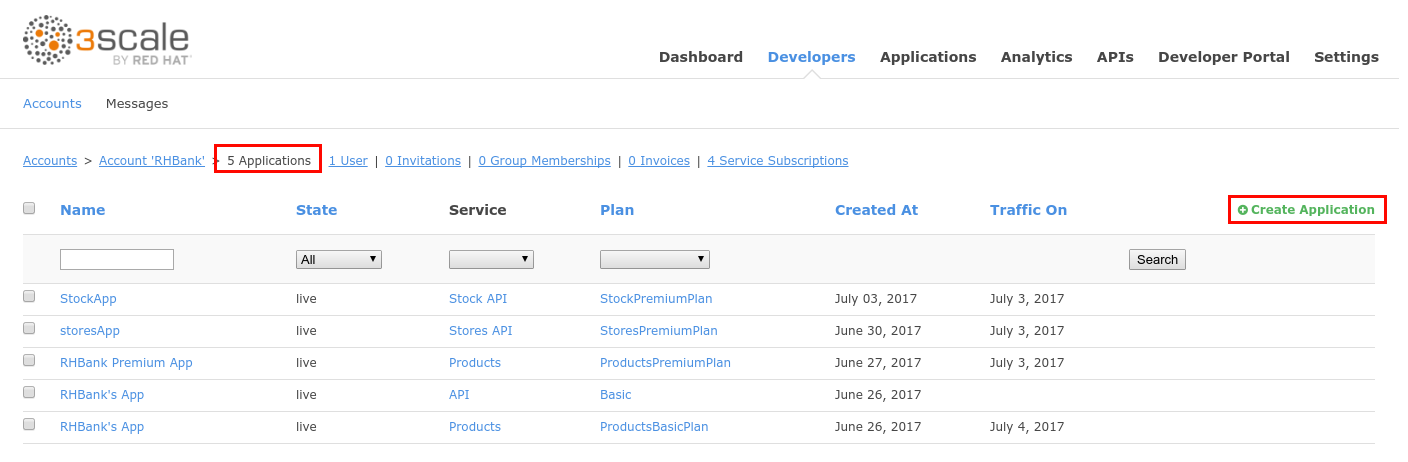 3scale
BY RED HAT
Dashboard Developers Applications Analytics APIs Developer Portal Settings
Accounts Messages
Accounts > Account 'RHBank' > 5 Applications 1 User | 0 Invitations | 0 Group Memberships | 0 Invoices | 4 Service Subscriptions
Name State Service Plan Created At Traffic On Create Application
All Search
StockApp live Stock API StockPremiumPlan July 03, 2017 July 3, 2017
storesApp live Stores API StoresPremiumPlan June 30, 2017 July 3, 2017
RHBank Premium App live Products ProductsPremiumPlan June 27, 2017 July 3, 2017
RHBank's App live API Basic June 26, 2017
RHBank's App live Products ProductsBasicPlan June 26, 2017 July 4, 2017